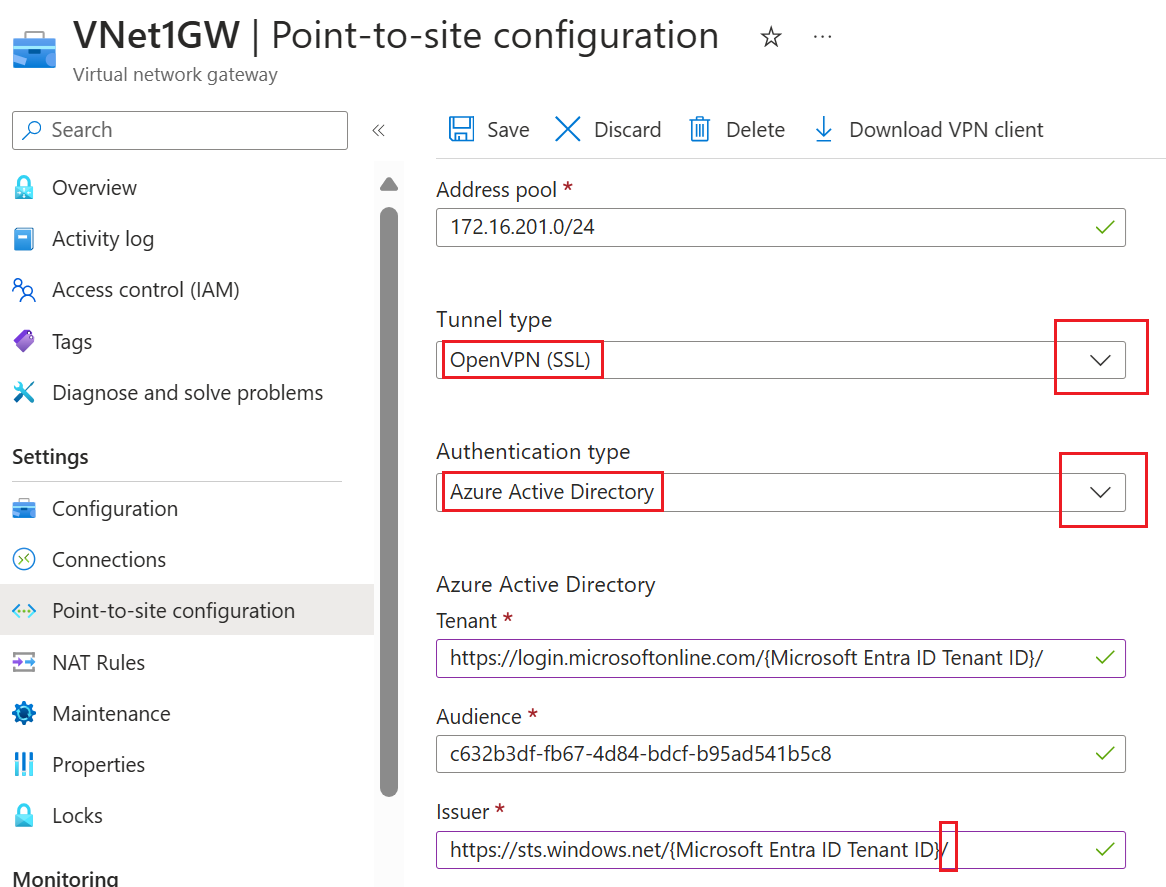 VNet1GW | Point-to-site configuration
Virtual network gateway
Search
Overview
Activity log
Access control (IAM)
Tags
Diagnose and solve problems
Settings
Configuration
Connections
Point-to-site configuration
NAT Rules
Maintenance
Properties
Locks
Monitoring
Save Discard Delete Download VPN client
Address pool *
172.16.201.0/24
Tunnel type
OpenVPN (SSL)
Authentication type
Azure Active Directory
Azure Active Directory
Tenant *
https://login.microsoftonline.com/{Microsoft Entra ID Tenant ID}/
Audience *
c632b3df-fb67-4d84-bdcf-b95ad541b5c8
Issuer *
https://sts.windows.net/{Microsoft Entra ID Tenant ID}/